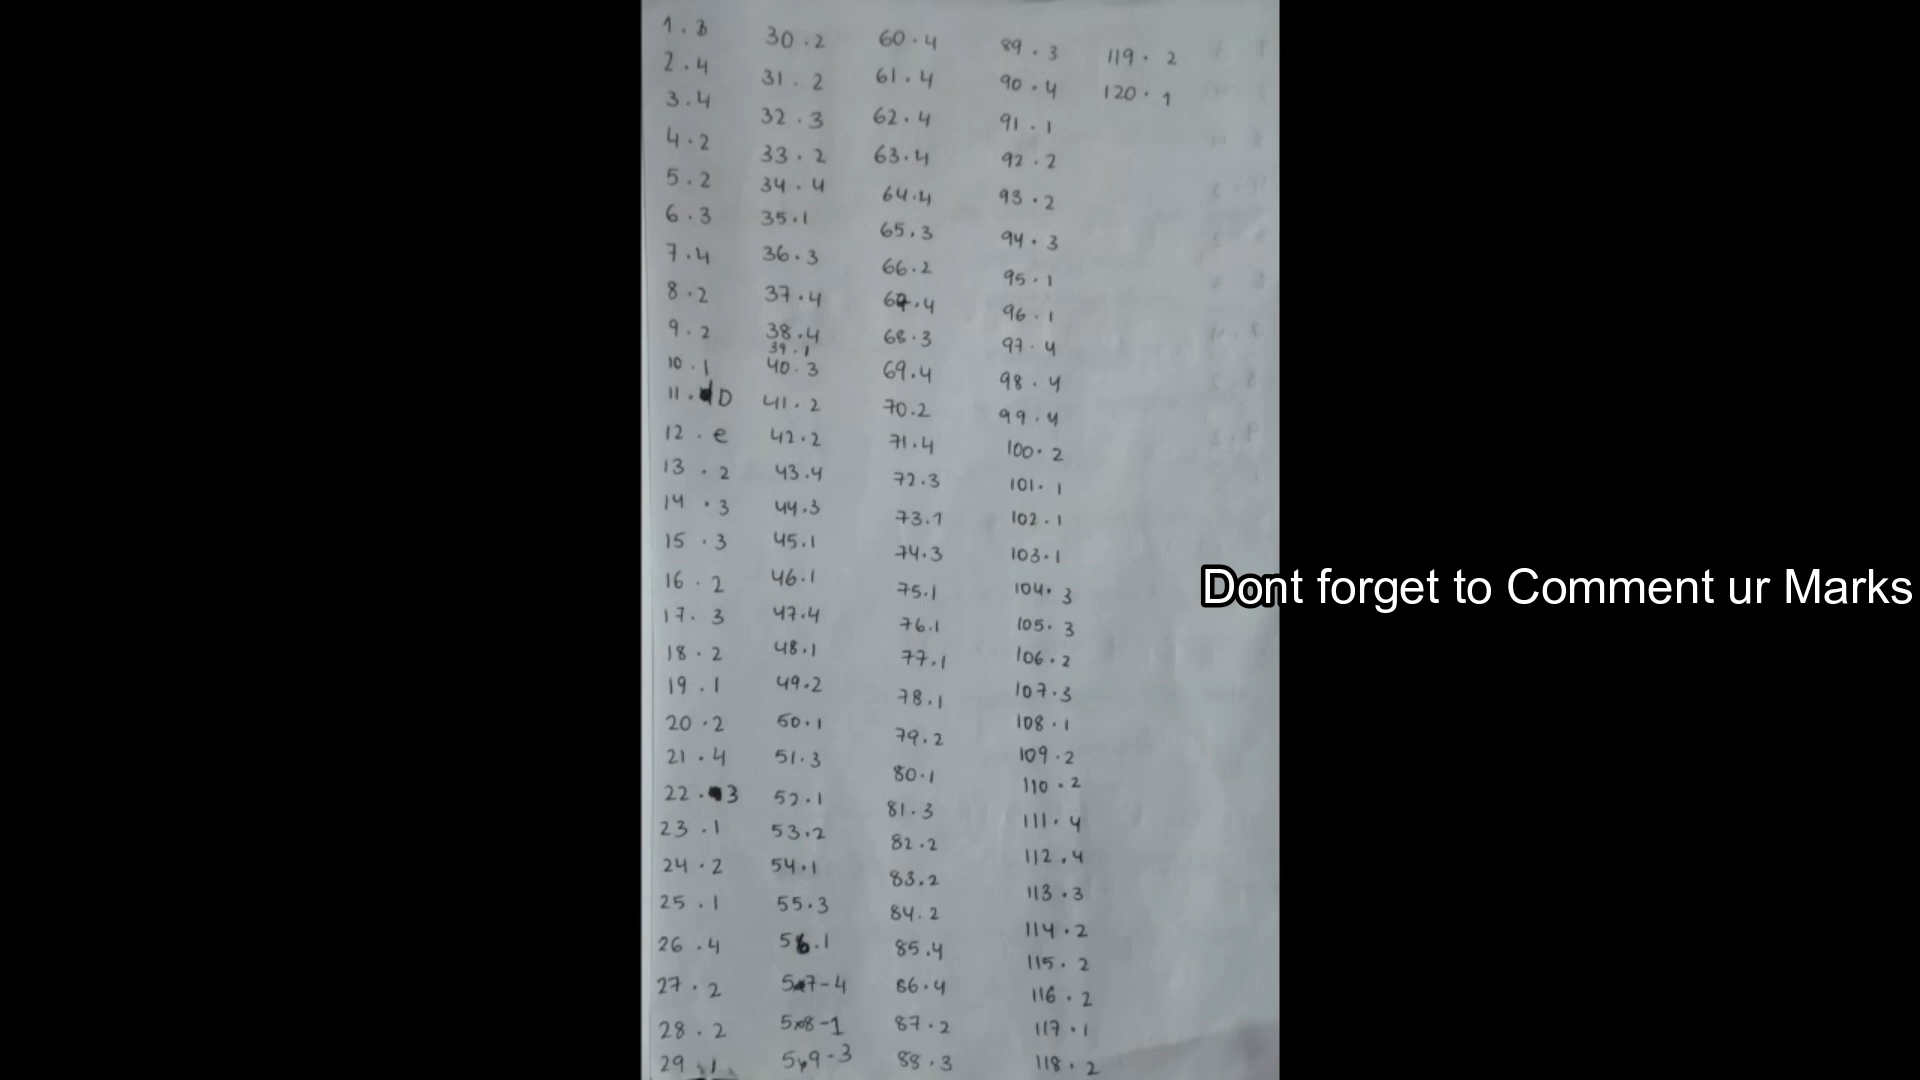 1 . 3
2 . 4
3 . 4
4 . 2
5 . 2
6 . 3
7 . 4
8 . 2
9 . 2
10 . 1
11 . D
12 . e
13 . 2
14 . 3
15 . 3
16 . 2
17 . 3
18 . 2
19 . 1
20 . 2
21 . 4
22 . 3
23 . 1
24 . 2
25 . 1
26 . 4
27 . 2
28 . 2
29 . 1
30 . 2
31 . 2
32 . 3
33 . 2
34 . 4
35 . 1
36 . 3
37 . 4
38 . 4
39 . 1
40 . 3
41 . 2
42 . 2
43 . 4
44 . 3
45 . 1
46 . 1
47 . 4
48 . 1
49 . 2
50 . 1
51 . 3
52 . 1
53 . 2
54 . 1
55 . 3
56 . 1
57 - 4
58 - 1
59 - 3
60 . 4
61 . 4
62 . 4
63 . 4
64 . 4
65 . 3
66 . 2
67 . 4
68 . 3
69 . 4
70 . 2
71 . 4
72 . 3
73 . 1
74 . 3
75 . 1
76 . 1
77 . 1
78 . 1
79 . 2
80 . 1
81 . 3
82 . 2
83 . 2
84 . 2
85 . 4
86 . 4
87 . 2
88 . 3
89 . 3
90 . 4
91 . 1
92 . 2
93 . 2
94 . 3
95 . 1
96 . 1
97 . 4
98 . 4
99 . 4
100 . 2
101 . 1
102 . 1
103 . 1
104 . 3
105 . 3
106 . 2
107 . 3
108 . 1
109 . 2
110 . 2
111 . 4
112 . 4
113 . 3
114 . 2
115 . 2
116 . 2
117 . 1
118 . 2
119 . 2
120 . 1
Dont forget to Comment ur Marks